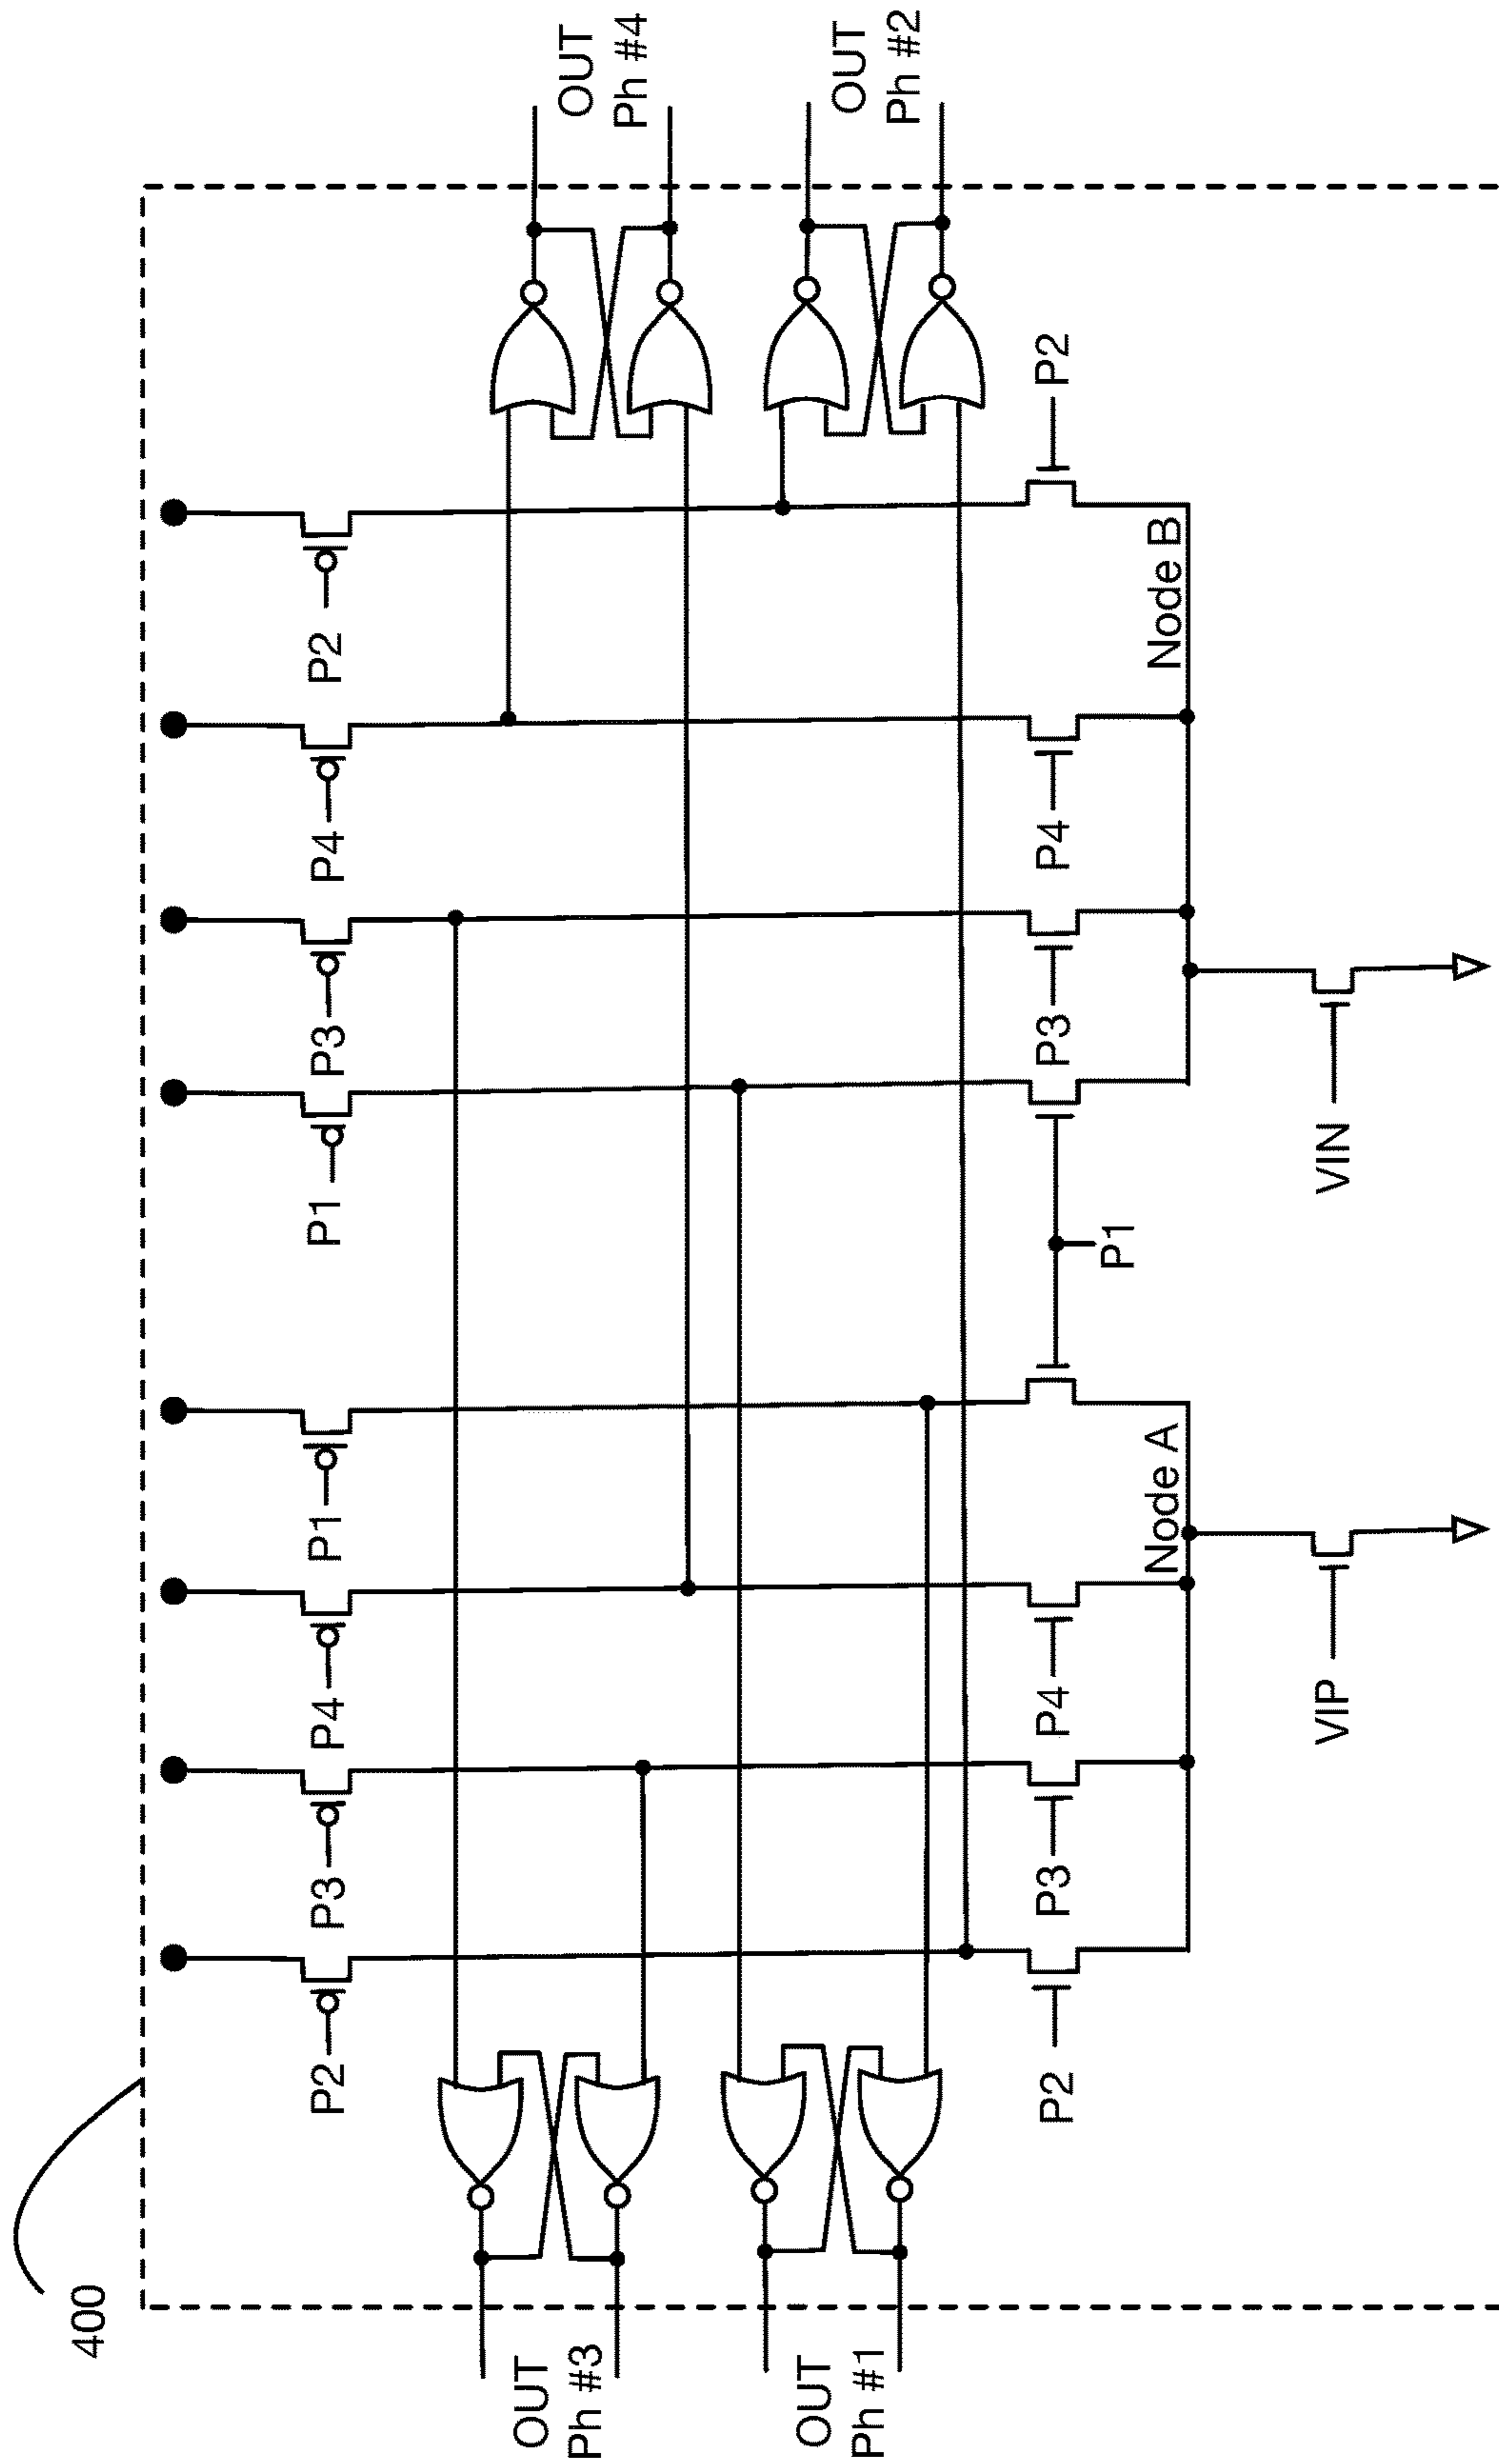 400
P2
P3
P4
P1
P1
P3
P4
P2
OUT
Ph #3
OUT
Ph #4
OUT
Ph #1
OUT
Ph #2
P2
P3
P4
P1
P3
P4
P2
Node A
Node B
VIP
VIN